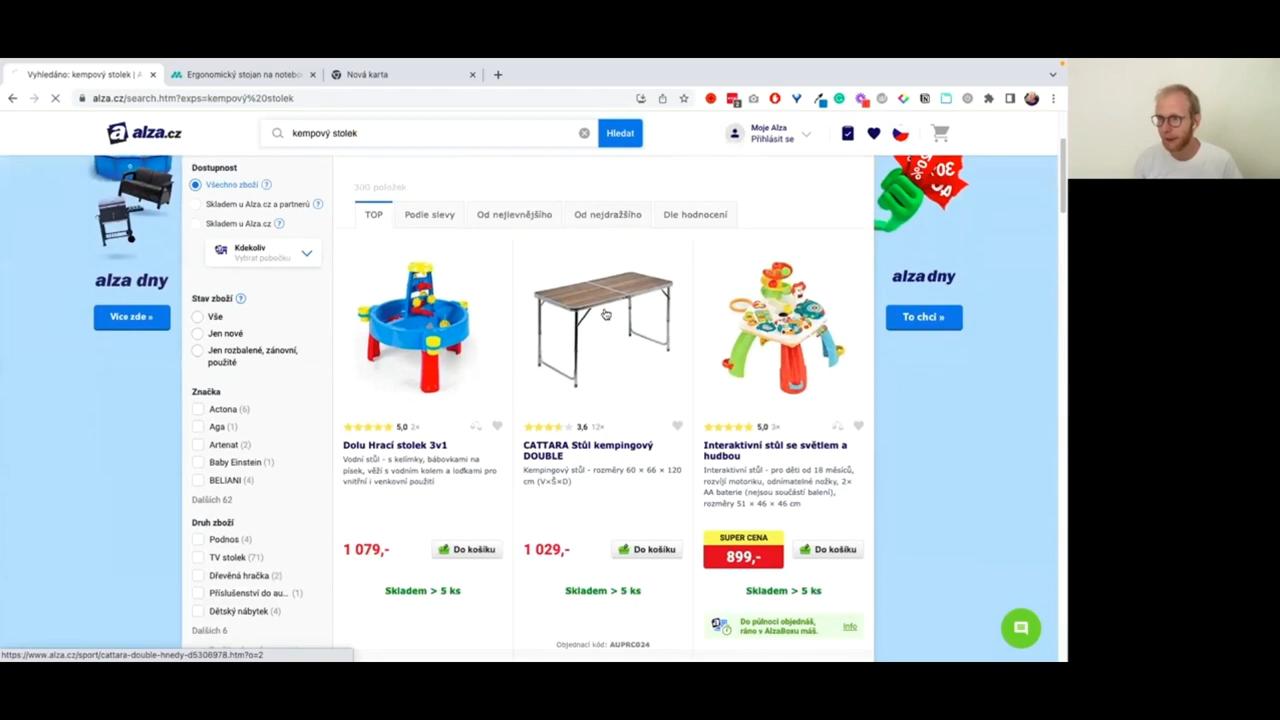 Vyhledáno: kempový stolek | A
Ergonomický stojan na notebo
Nová karta
alza.cz/search.htm?exps=kempový%20stolek
alza.cz
kempový stolek
Hledat
Moje Alza
Přihlásit se
Dostupnost
Všechno zboží
Skladem u Alza.cz a partnerů
Skladem u Alza.cz
Kdekoliv
Vybrat pobočku
Stav zboží
Vše
Jen nové
Jen rozbalené, zánovní,
použité
Značka
Actona (6)
Aga (1)
Artenat (2)
Baby Einstein (1)
BELIANI (4)
Dalších 62
Druh zboží
Podnos (4)
TV stolek (71)
Dřevěná hračka (2)
Příslušenství do au... (1)
Dětský nábytek (4)
Dalších 6
alza dny
Více zde »
300 položek
TOP
Podle slevy
Od nejlevnějšího
Od nejdražšího
Dle hodnocení
5,0 2×
Dolu Hrací stolek 3v1
Vodní stůl - s kelímky, bábovkami na
písek, věží s vodním kolem a loďkami pro
vnitřní i venkovní použití
1 079,-
Do košíku
Skladem > 5 ks
3,6 12×
CATTARA Stůl kempingový
DOUBLE
Kempingový stůl - rozměry 60 × 66 × 120
cm (V×Š×D)
1 029,-
Do košíku
Skladem > 5 ks
Objednací kód: AUPRC024
5,0 3×
Interaktivní stůl se světlem a
hudbou
Interaktivní stůl - pro děti od 18 měsíců,
rozvíjí motoriku, odnímatelné nožky, 2×
AA baterie (nejsou součástí balení),
rozměry 51 × 46 × 46 cm
SUPER CENA
899,-
Do košíku
Skladem > 5 ks
Do půlnoci objednáš,
ráno v AlzaBoxu máš.
Info
30%
alza dny
To chci »
https://www.alza.cz/sport/cattara-double-hnedy-d5306978.htm?o=2